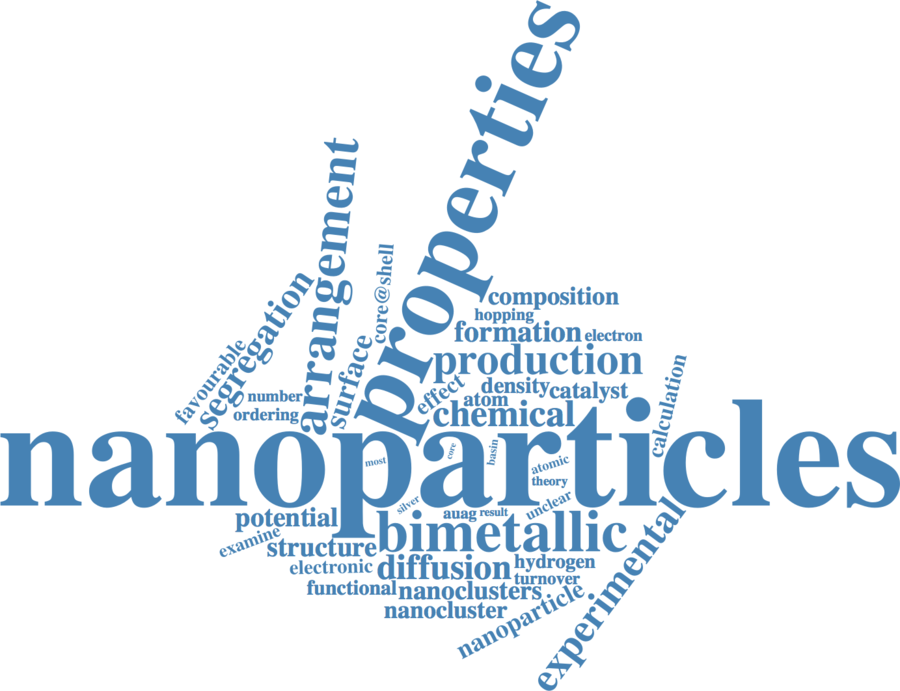 properties
arrangement
core@shell
segregation
surface
favourable
composition
hopping
formation
electron
production
effect
density
catalyst
calculation
number
atom
ordering
chemical
nanoparticles
most
core
basin
atomic
theory
silver
auag
result
unclear
potential
bimetallic
experimental
examine
structure
electronic
diffusion
hydrogen
turnover
functional
nanoclusters
nanoparticle
nanocluster